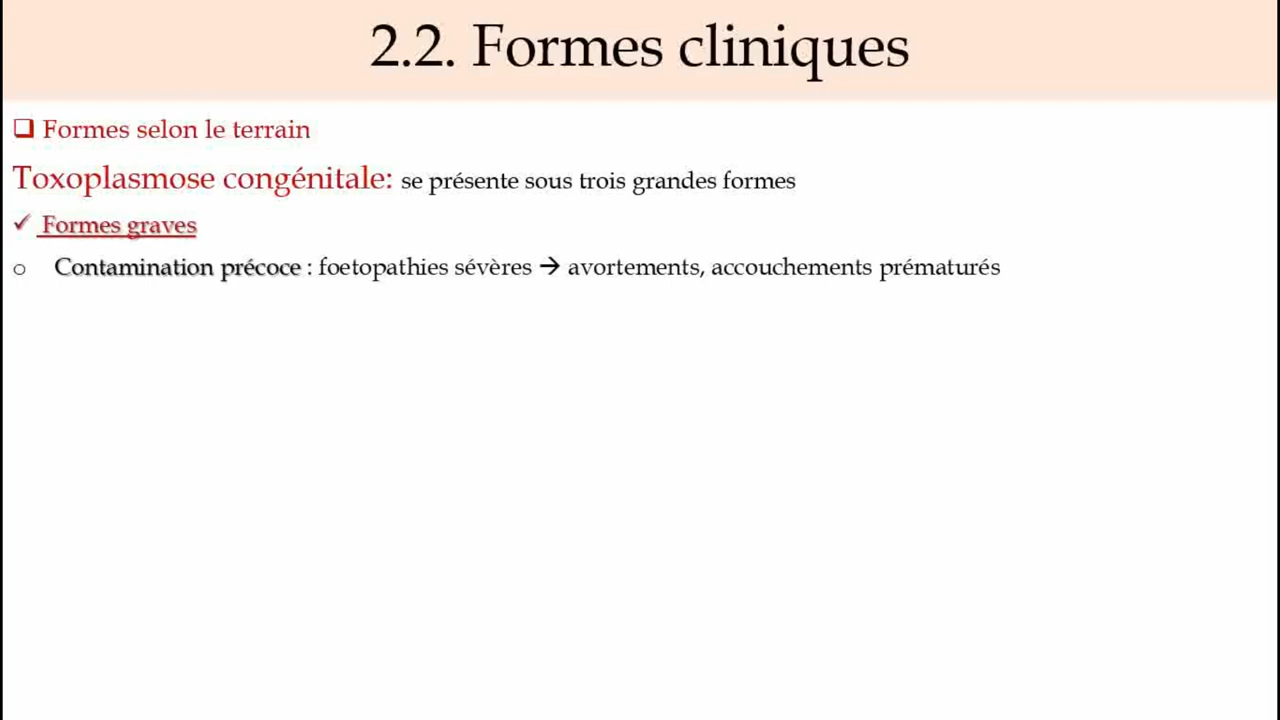 2.2. Formes cliniques
❑ Formes selon le terrain
Toxoplasmose congénitale: se présente sous trois grandes formes
✓ Formes graves
o Contamination précoce : foetopathies sévères → avortements, accouchements prématurés